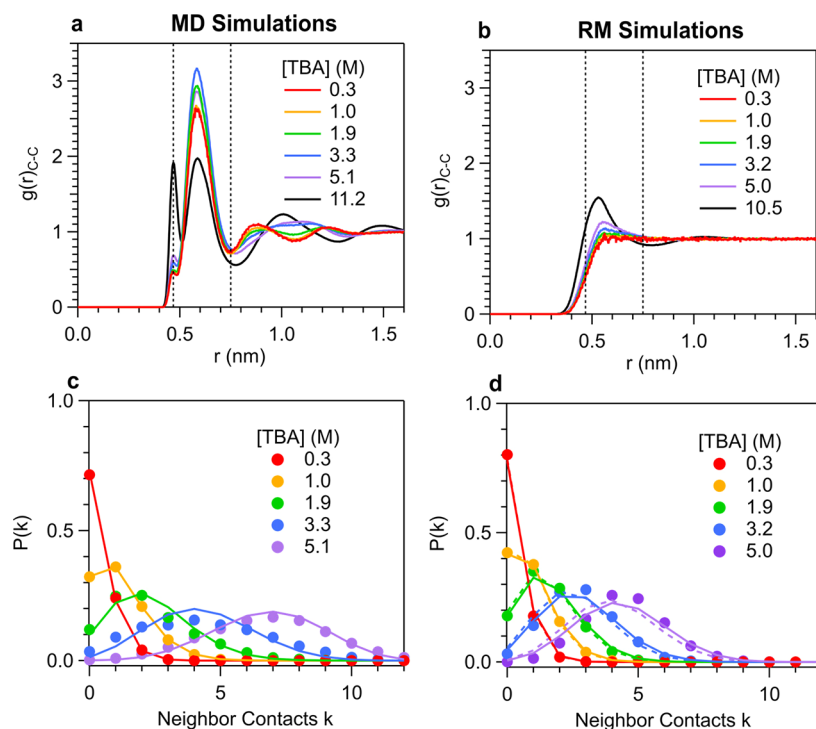 MD Simulations
RM Simulations
a
g(r)C-C
3
2
1
0
[TBA] (M)
0.3
1.0
1.9
3.3
5.1
11.2
0.0
0.5
1.0
1.5
r (nm)
b
g(r)C-C
3
2
1
0
[TBA] (M)
0.3
1.0
1.9
3.2
5.0
10.5
0.0
0.5
1.0
1.5
r (nm)
c
P(k)
1.0
0.5
0.0
[TBA] (M)
0.3
1.0
1.9
3.3
5.1
0
5
10
Neighbor Contacts k
d
P(k)
1.0
0.5
0.0
[TBA] (M)
0.3
1.0
1.9
3.2
5.0
0
5
10
Neighbor Contacts k